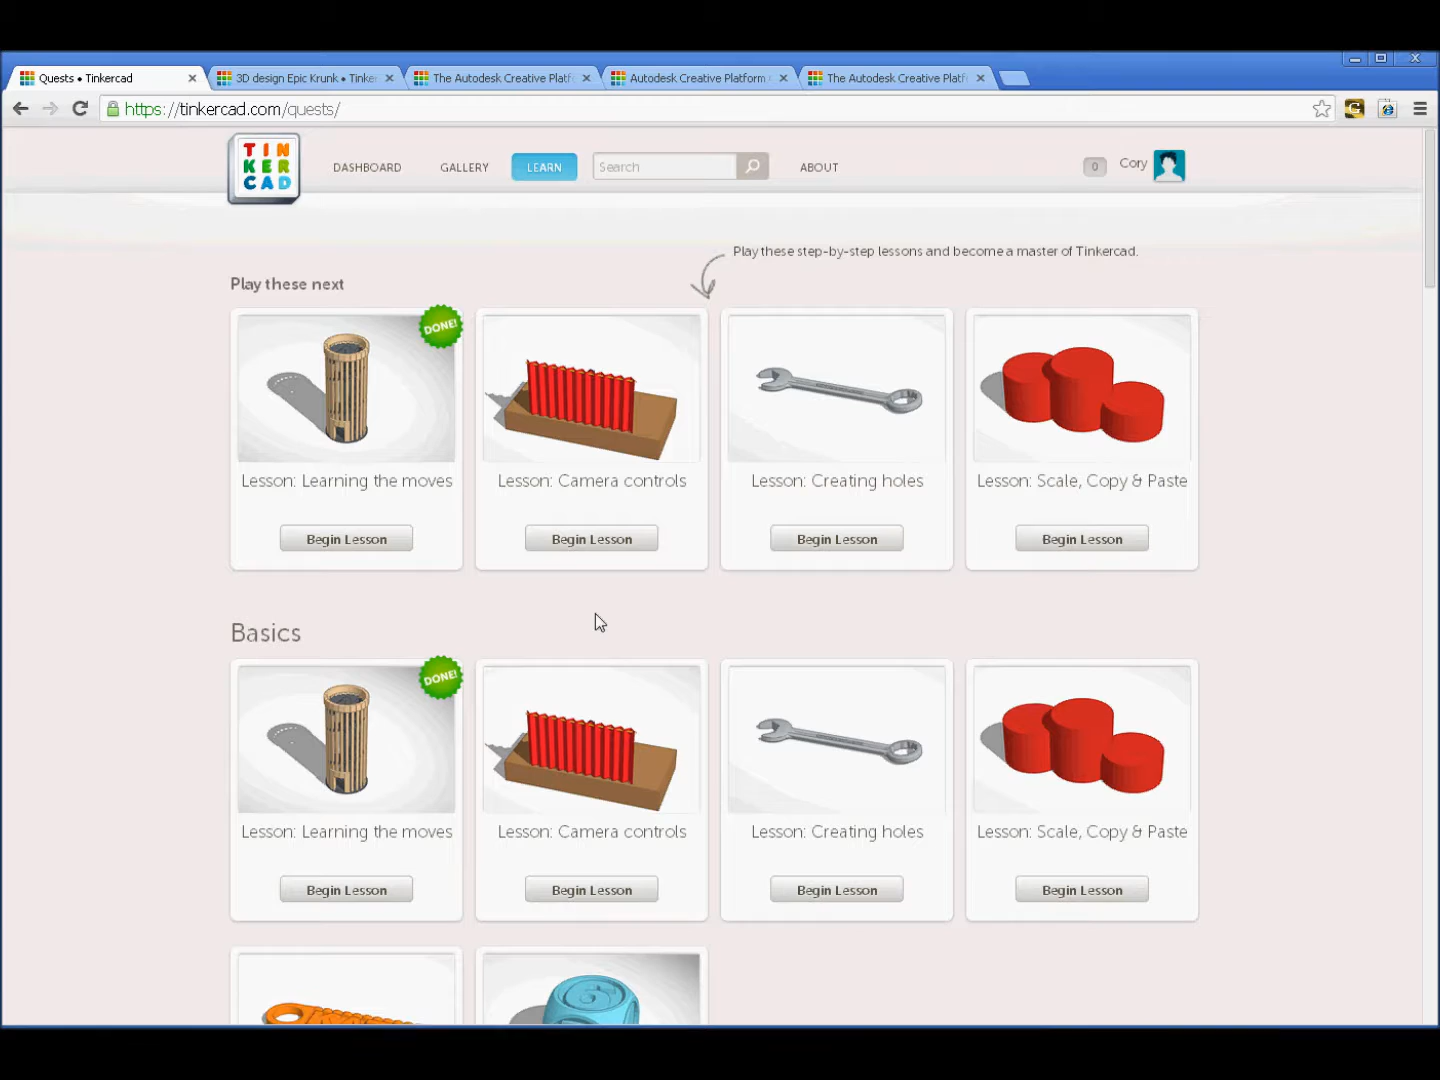 Quests • Tinkercad
3D design Epic Krunk • Tinker
The Autodesk Creative Platf
Autodesk Creative Platform
The Autodesk Creative Platf
https://tinkercad.com/quests/
TIN
KER
CAD
DASHBOARD
GALLERY
LEARN
Search
ABOUT
0
Cory
Play these step-by-step lessons and become a master of Tinkercad.
Play these next
DONE!
Lesson: Learning the moves
Lesson: Camera controls
Lesson: Creating holes
Lesson: Scale, Copy & Paste
Begin Lesson
Begin Lesson
Begin Lesson
Begin Lesson
Basics
DONE!
Lesson: Learning the moves
Lesson: Camera controls
Lesson: Creating holes
Lesson: Scale, Copy & Paste
Begin Lesson
Begin Lesson
Begin Lesson
Begin Lesson